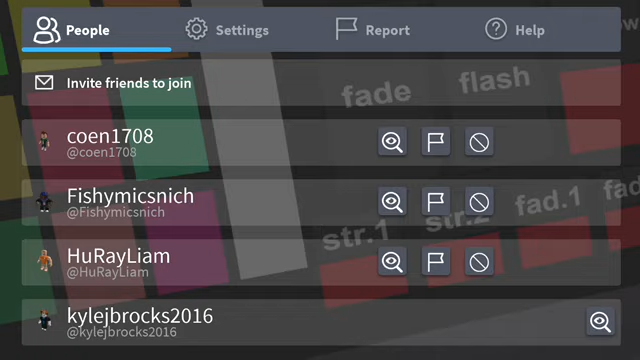 People Settings Report Help
Invite friends to join
fade flash
coen1708
@coen1708
Fishymicsnich
@Fishymicsnich
str.1 str.2 fad.1
HuRayLiam
@HuRayLiam
kylejbrocks2016
@kylejbrocks2016